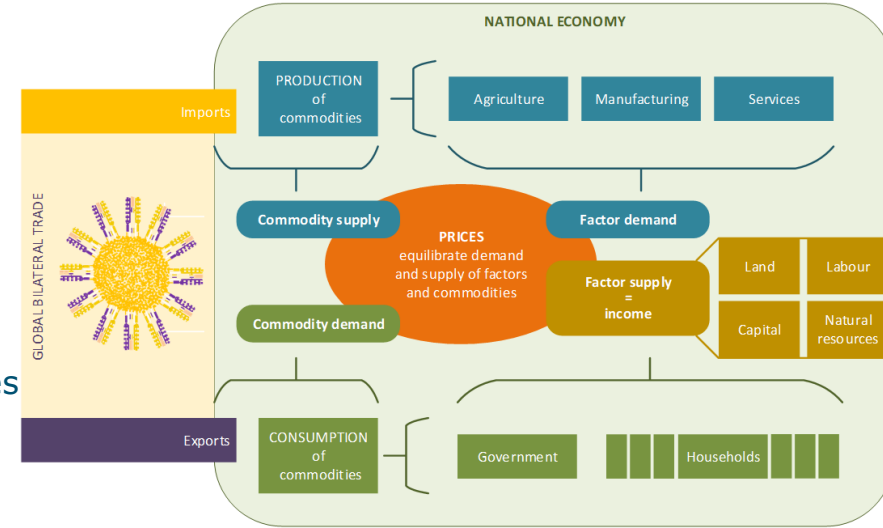 NATIONAL ECONOMY
PRODUCTION
of
commodities
Agriculture
Manufacturing
Services
Imports
GLOBAL BILATERAL TRADE
Commodity supply
Factor demand
PRICES
equilibrate demand
and supply of factors
and commodities
Factor supply
=
income
Land
Labour
Capital
Natural
resources
Commodity demand
es
Exports
CONSUMPTION
of
commodities
Government
Households